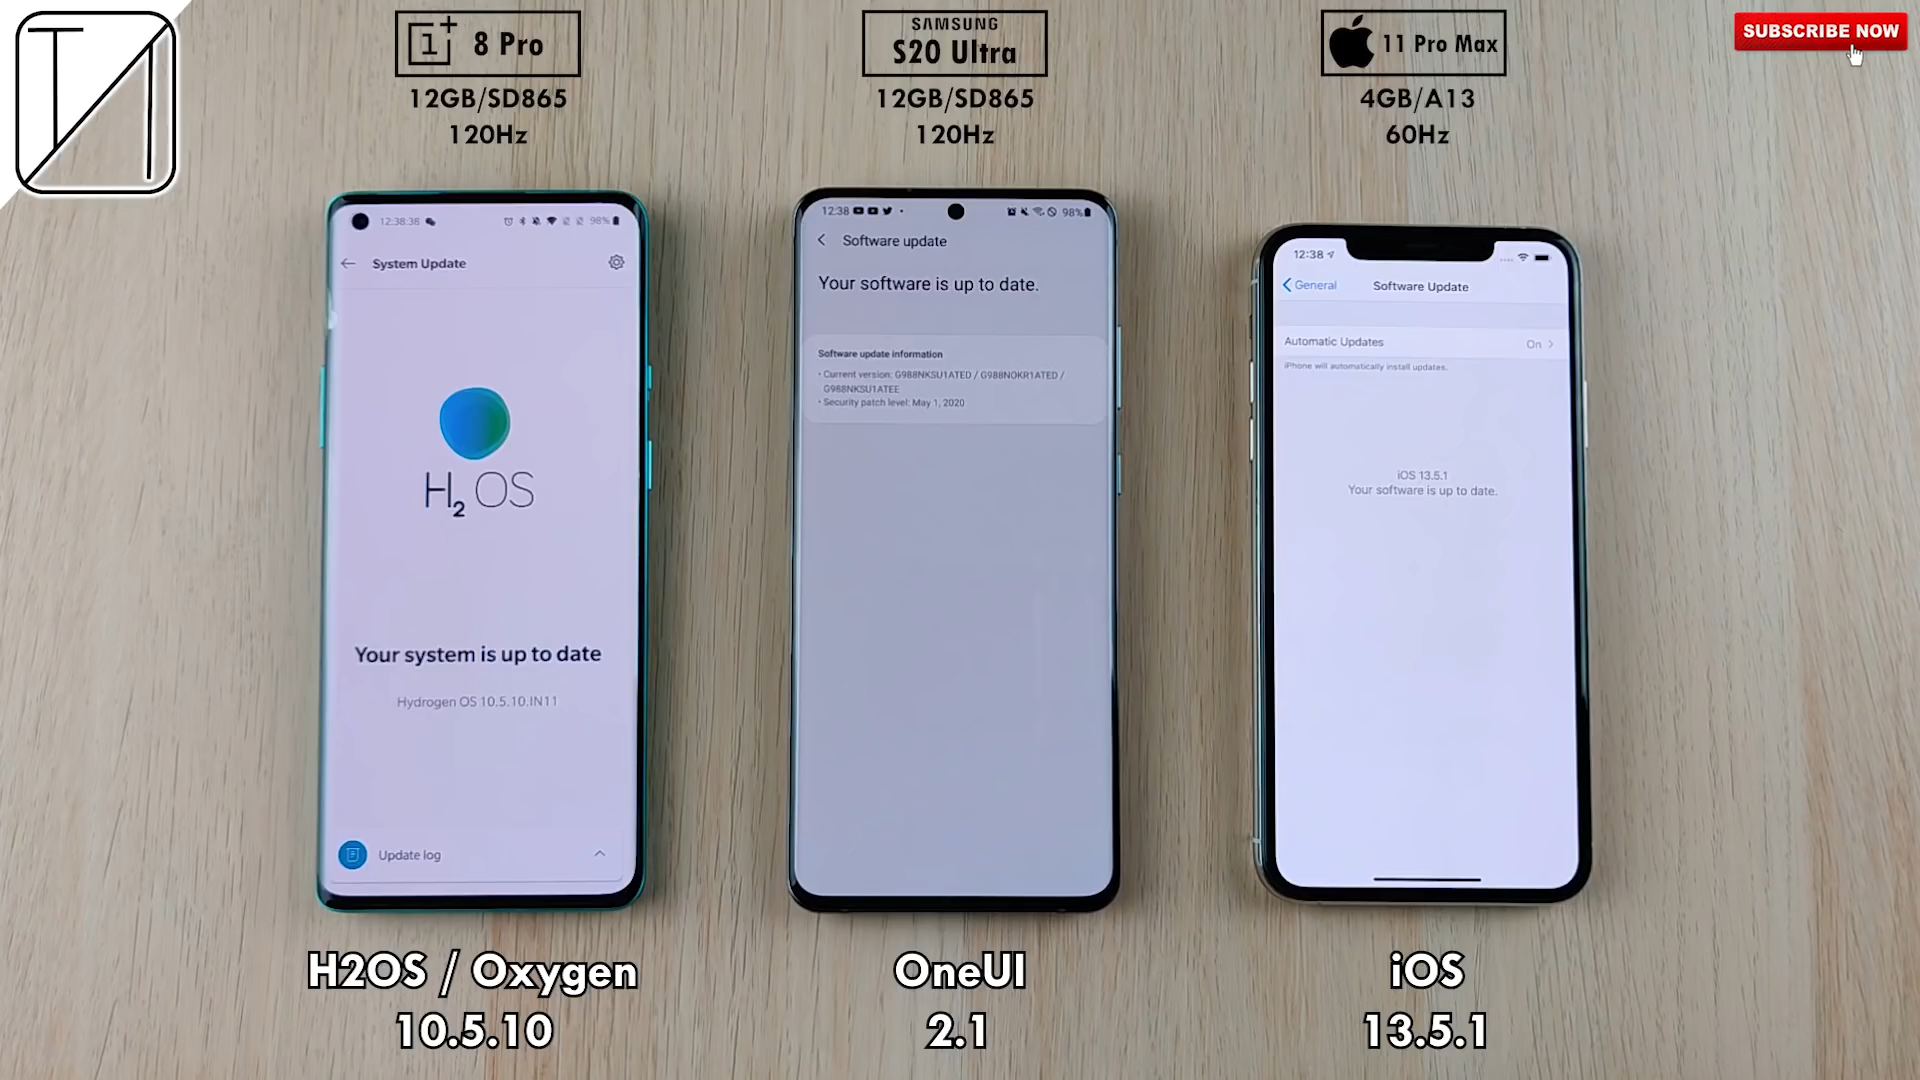 8 Pro
12GB/SD865
120Hz
SAMSUNG
S20 Ultra
12GB/SD865
120Hz
11 Pro Max
4GB/A13
60Hz
SUBSCRIBE NOW
12:38:38
98%
System Update
H2 OS
Your system is up to date
Hydrogen OS 10.5.10.IN11
Update log
12:38
98%
Software update
Your software is up to date.
Software update information
• Current version: G988NKSU1ATED / G988NOKR1ATED /
G988NKSU1ATEE
• Security patch level: May 1, 2020
12:38
General
Software Update
Automatic Updates
On
iPhone will automatically install updates.
iOS 13.5.1
Your software is up to date.
H2OS / Oxygen
10.5.10
OneUI
2.1
iOS
13.5.1